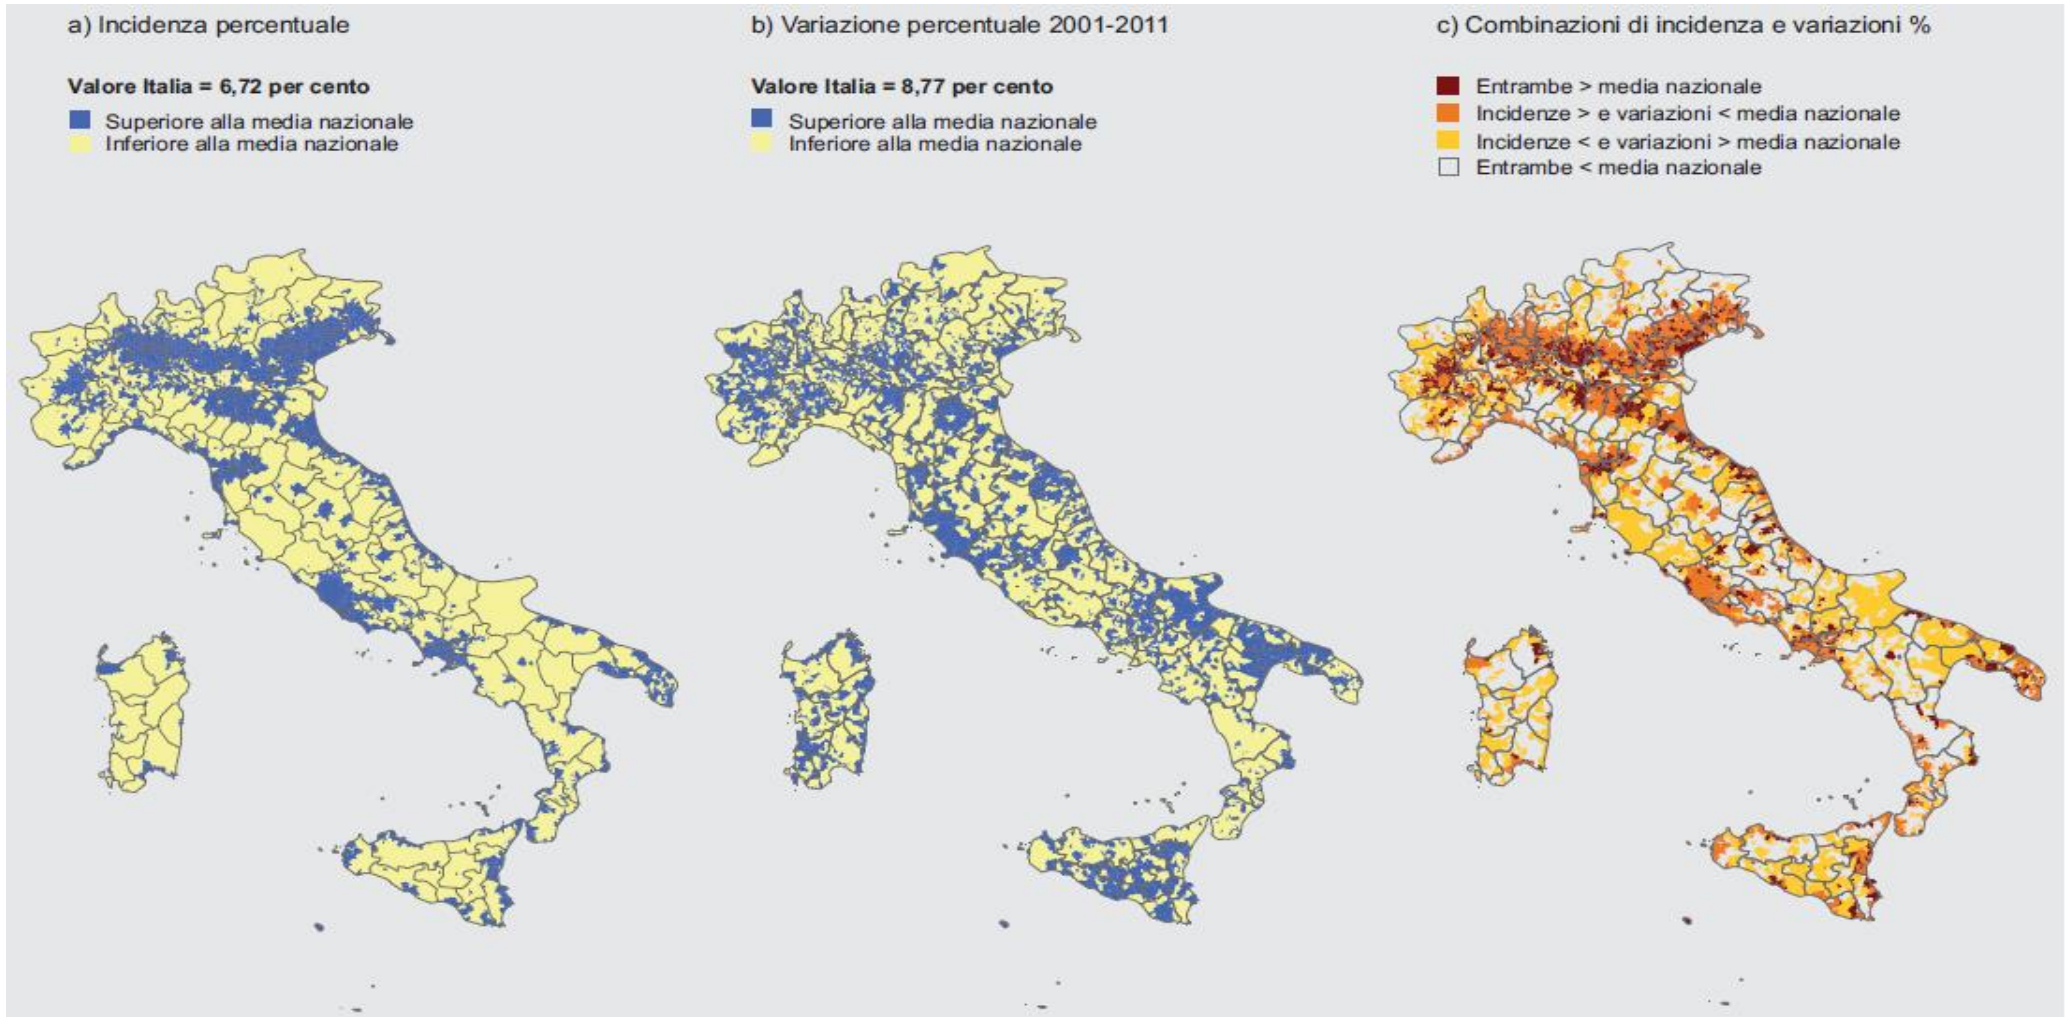 a) Incidenza percentuale
Valore Italia = 6,72 per cento
Superiore alla media nazionale
Inferiore alla media nazionale
b) Variazione percentuale 2001-2011
Valore Italia = 8,77 per cento
Superiore alla media nazionale
Inferiore alla media nazionale
c) Combinazioni di incidenza e variazioni %
Entrambe > media nazionale
Incidenze > e variazioni < media nazionale
Incidenze < e variazioni > media nazionale
Entrambe < media nazionale